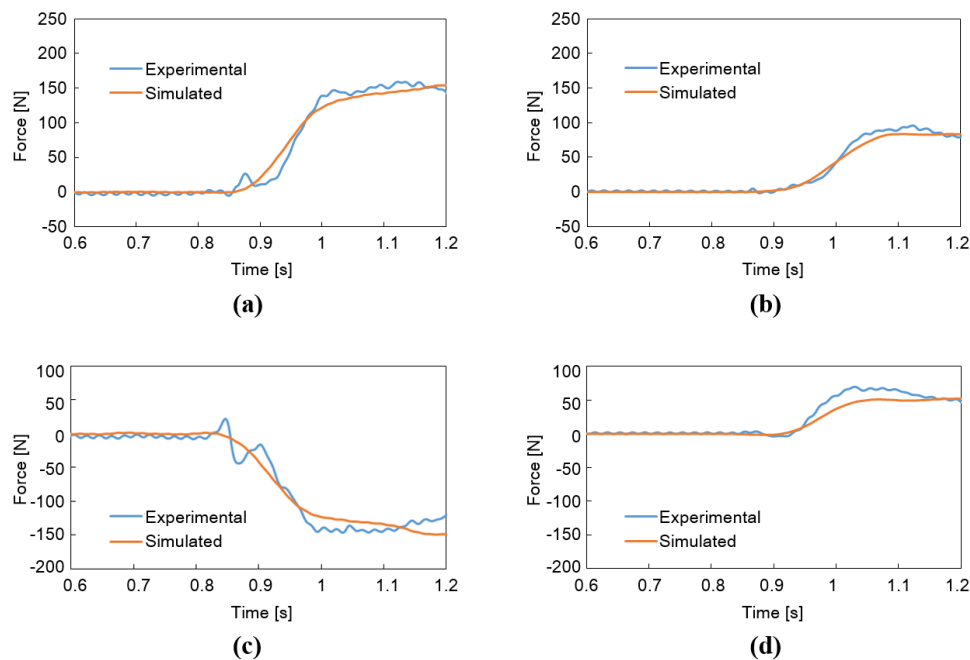 250
200
150
100
50
0
-50
Force [N]
Experimental
Simulated
0.6 0.7 0.8 0.9 1 1.1 1.2
Time [s]
(a)
250
200
150
100
50
0
-50
Force [N]
Experimental
Simulated
0.6 0.7 0.8 0.9 1 1.1 1.2
Time [s]
(b)
100
50
0
-50
-100
-150
-200
Force [N]
Experimental
Simulated
0.6 0.7 0.8 0.9 1 1.1 1.2
Time [s]
(c)
100
50
0
-50
-100
-150
-200
Force [N]
Experimental
Simulated
0.6 0.7 0.8 0.9 1 1.1 1.2
Time [s]
(d)